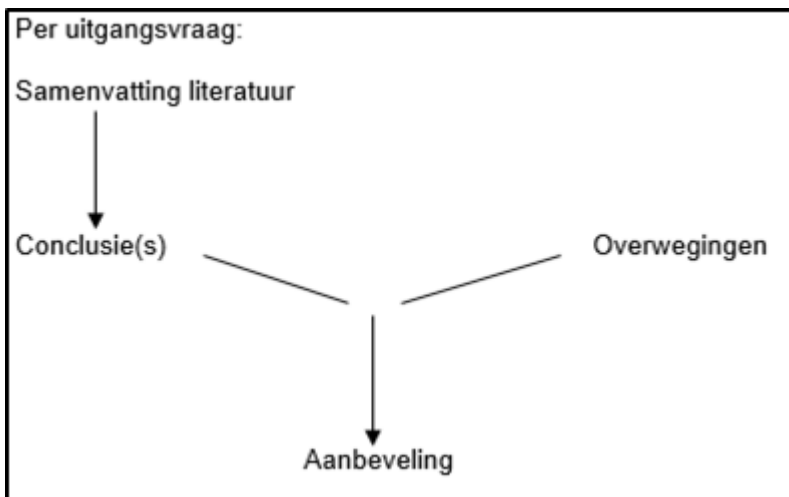 Per uitgangsvraag:
Samenvatting literatuur
Conclusie(s)
Overwegingen
Aanbeveling